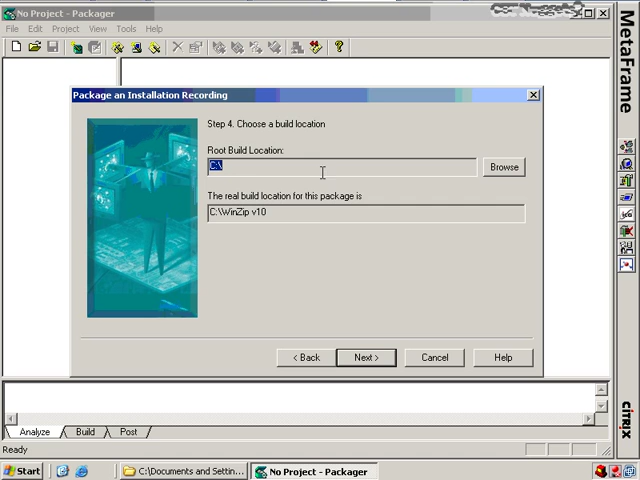 No Project - Packager
File Edit View Project Tools Help
Package an Installation Recording
Step 4. Choose a build location
Root Build Location:
C:\
Browse
The real build location for this package is
C:\WinZip v10
< Back
Next >
Cancel
Help
Analyze
Build
Post
Ready
Start
C:\Documents and Settin...
No Project - Packager
MetaFrame
CİTRIX